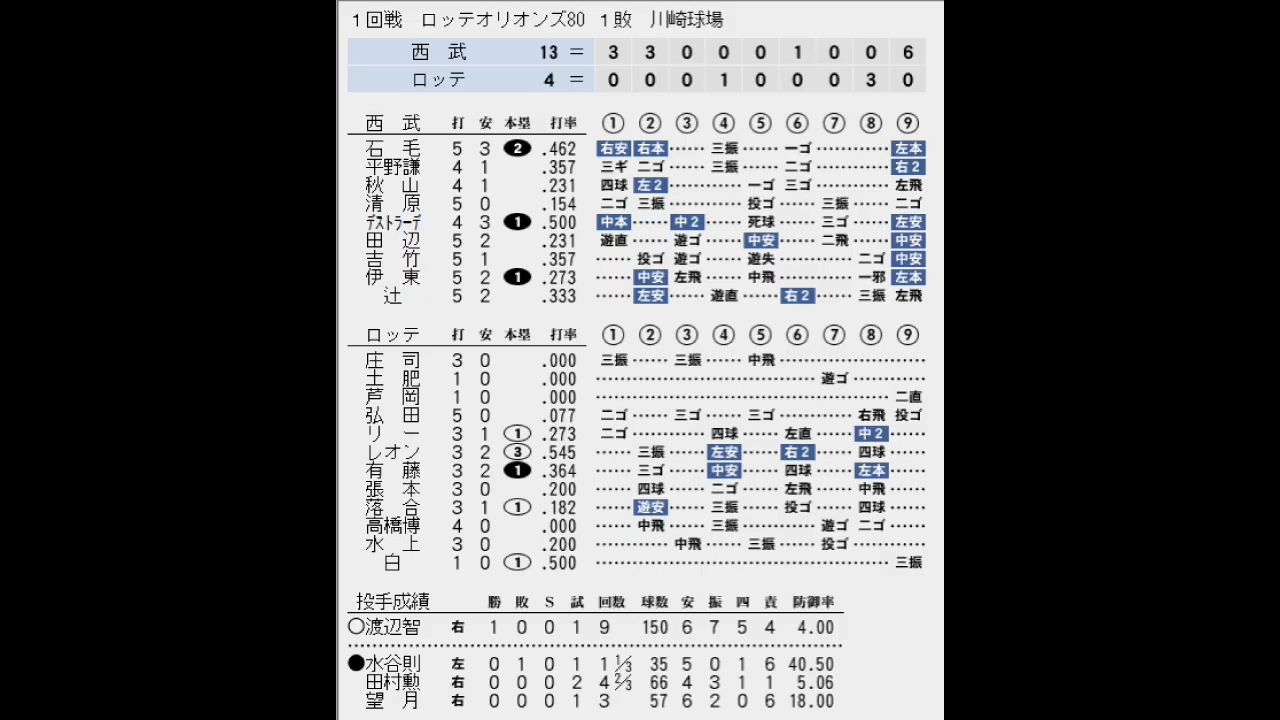 1回戦 ロッテオリオンズ80 1敗 川崎球場
西武 13 = 3 3 0 0 0 1 0 0 6
ロッテ 4 = 0 0 0 1 0 0 0 3 0
西武 打 安 本塁 打率 ① ② ③ ④ ⑤ ⑥ ⑦ ⑧ ⑨
石毛 5 3 ❷ .462 右安 右本 …… 三振 …… 一ゴ …… …… 左本
平野謙 4 1 .357 三ギ 二ゴ …… 三振 …… 二ゴ …… …… 右2
秋山 4 1 .231 四球 左2 …… …… 一ゴ 三ゴ …… …… 左飛
清原 5 0 .154 二ゴ 三振 …… …… 投ゴ …… 三振 …… 二ゴ
デストラーデ 4 3 ❶ .500 中本 …… 中2 …… 死球 …… 三ゴ …… 左安
田辺 5 2 .231 遊直 …… 遊ゴ …… 中安 …… 二飛 …… 中安
吉竹 5 1 .357 …… 投ゴ 遊ゴ …… 遊失 …… …… 二ゴ 中安
伊東 5 2 ❶ .273 …… 中安 左飛 …… 中飛 …… …… 一邪 左本
辻 5 2 .333 …… 左安 …… 遊直 …… 右2 …… 三振 左飛
ロッテ 打 安 本塁 打率 ① ② ③ ④ ⑤ ⑥ ⑦ ⑧ ⑨
庄司 3 0 .000 三振 …… 三振 …… 中飛 …… …… …… ……
土肥 1 0 .000 …… …… …… …… …… …… 遊ゴ …… ……
芦岡 1 0 .000 …… …… …… …… …… …… …… …… 二直
弘田 5 0 .077 二ゴ …… 三ゴ …… 三ゴ …… …… 右飛 投ゴ
リー 3 1 ① .273 二ゴ …… …… 四球 …… 左直 …… 中2 ……
レオン 3 2 ③ .545 …… 三振 …… 左安 …… 右2 …… 四球 ……
有藤 3 2 ❶ .364 …… 三ゴ …… 中安 …… 四球 …… 左本 ……
張本 3 0 .200 …… 四球 …… 二ゴ …… 左飛 …… 中飛 ……
落合 3 1 ① .182 …… 遊安 …… 三振 …… 投ゴ …… 四球 ……
高橋博 4 0 .000 …… 中飛 …… 三振 …… …… 遊ゴ 二ゴ ……
水上 3 0 .200 …… …… 中飛 …… 三振 …… 投ゴ …… ……
白 1 0 ① .500 …… …… …… …… …… …… …… …… 三振
投手成績 勝 敗 S 試 回数 球数 安 振 四 責 防御率
○渡辺智 右 1 0 0 1 9 150 6 7 5 4 4.00
●水谷則 左 0 1 0 1 1 1/3 35 5 0 1 6 40.50
田村勲 右 0 0 0 2 4 2/3 66 4 3 1 1 5.06
望月 右 0 0 0 1 3 57 6 2 0 6 18.00